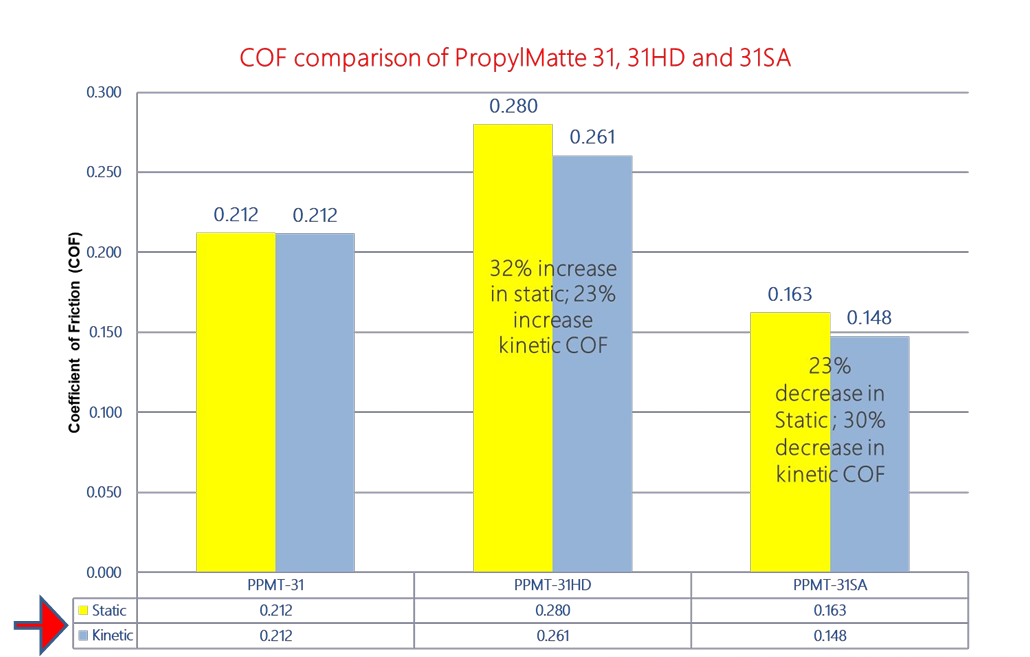 COF comparison of PropylMatte 31, 31HD and 31SA
Coefficient of Friction (COF)
0.300
0.250
0.200
0.150
0.100
0.050
0.000
0.212
0.212
0.280
0.261
32% increase
in static; 23%
increase
kinetic COF
0.163
0.148
23%
decrease in
Static ; 30%
decrease in
kinetic COF
PPMT-31 PPMT-31HD PPMT-31SA
Static 0.212 0.280 0.163
Kinetic 0.212 0.261 0.148